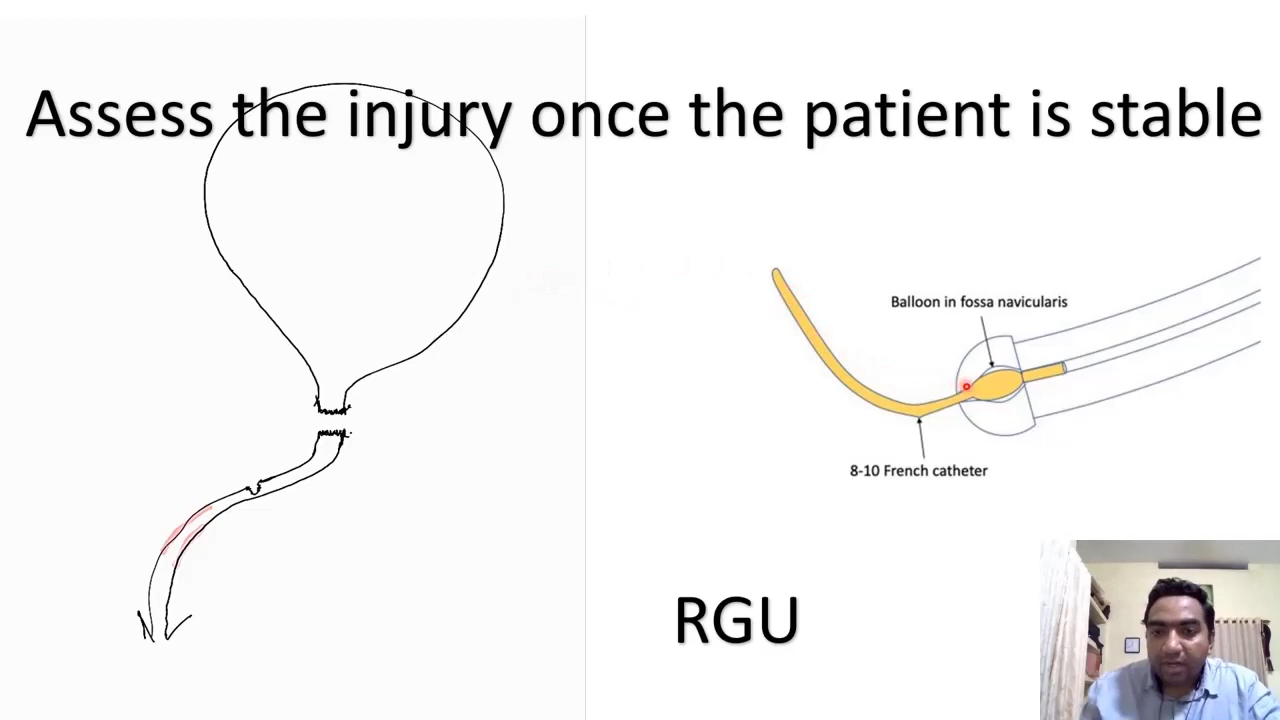 Assess the injury once the patient is stable
Balloon in fossa navicularis
8-10 French catheter
RGU